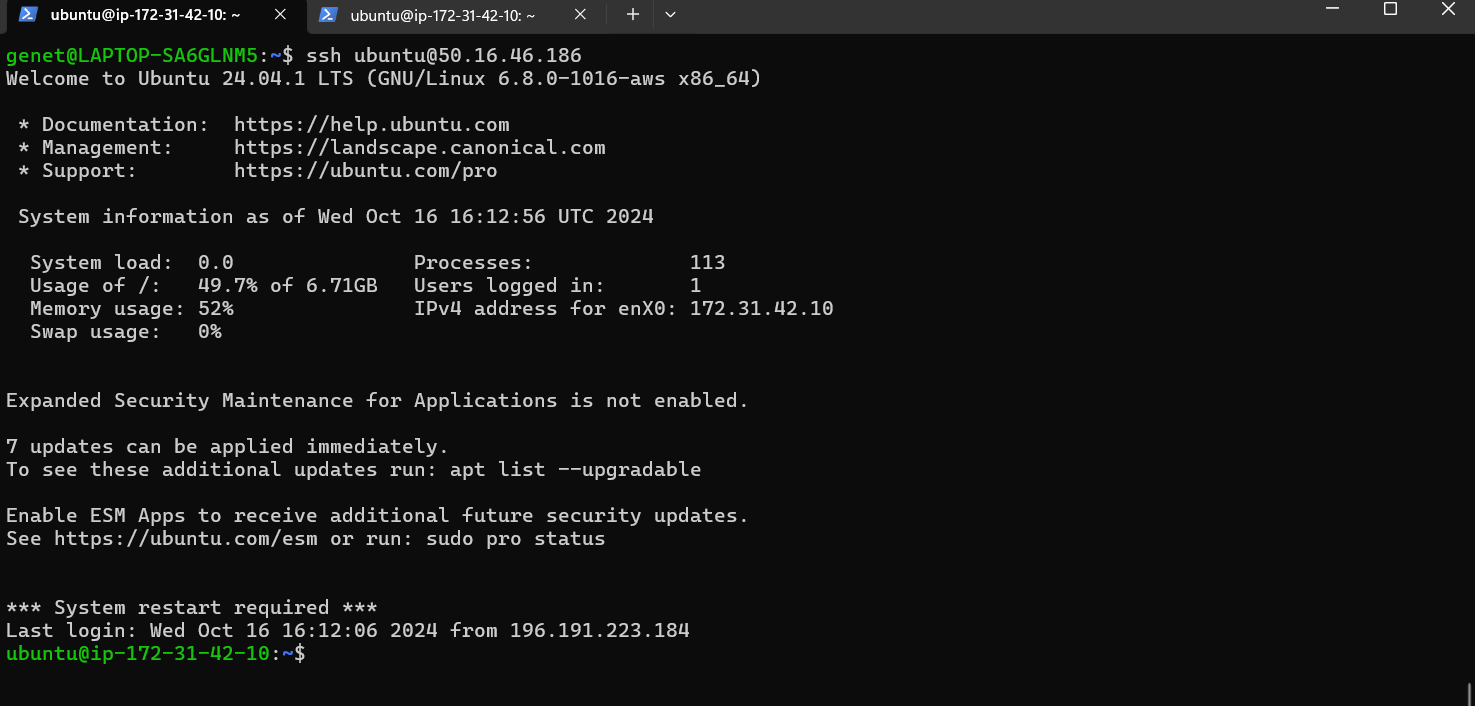 ubuntu@ip-172-31-42-10: ~ ubuntu@ip-172-31-42-10: ~
genet@LAPTOP-SA6GLNM5:~$ ssh ubuntu@50.16.46.186
Welcome to Ubuntu 24.04.1 LTS (GNU/Linux 6.8.0-1016-aws x86_64)
* Documentation:  https://help.ubuntu.com
* Management:     https://landscape.canonical.com
* Support:        https://ubuntu.com/pro
System information as of Wed Oct 16 16:12:56 UTC 2024
System load:  0.0               Processes:             113
Usage of /:   49.7% of 6.71GB   Users logged in:       1
Memory usage: 52%               IPv4 address for enX0: 172.31.42.10
Swap usage:   0%
Expanded Security Maintenance for Applications is not enabled.
7 updates can be applied immediately.
To see these additional updates run: apt list --upgradable
Enable ESM Apps to receive additional future security updates.
See https://ubuntu.com/esm or run: sudo pro status
*** System restart required ***
Last login: Wed Oct 16 16:12:06 2024 from 196.191.223.184
ubuntu@ip-172-31-42-10:~$